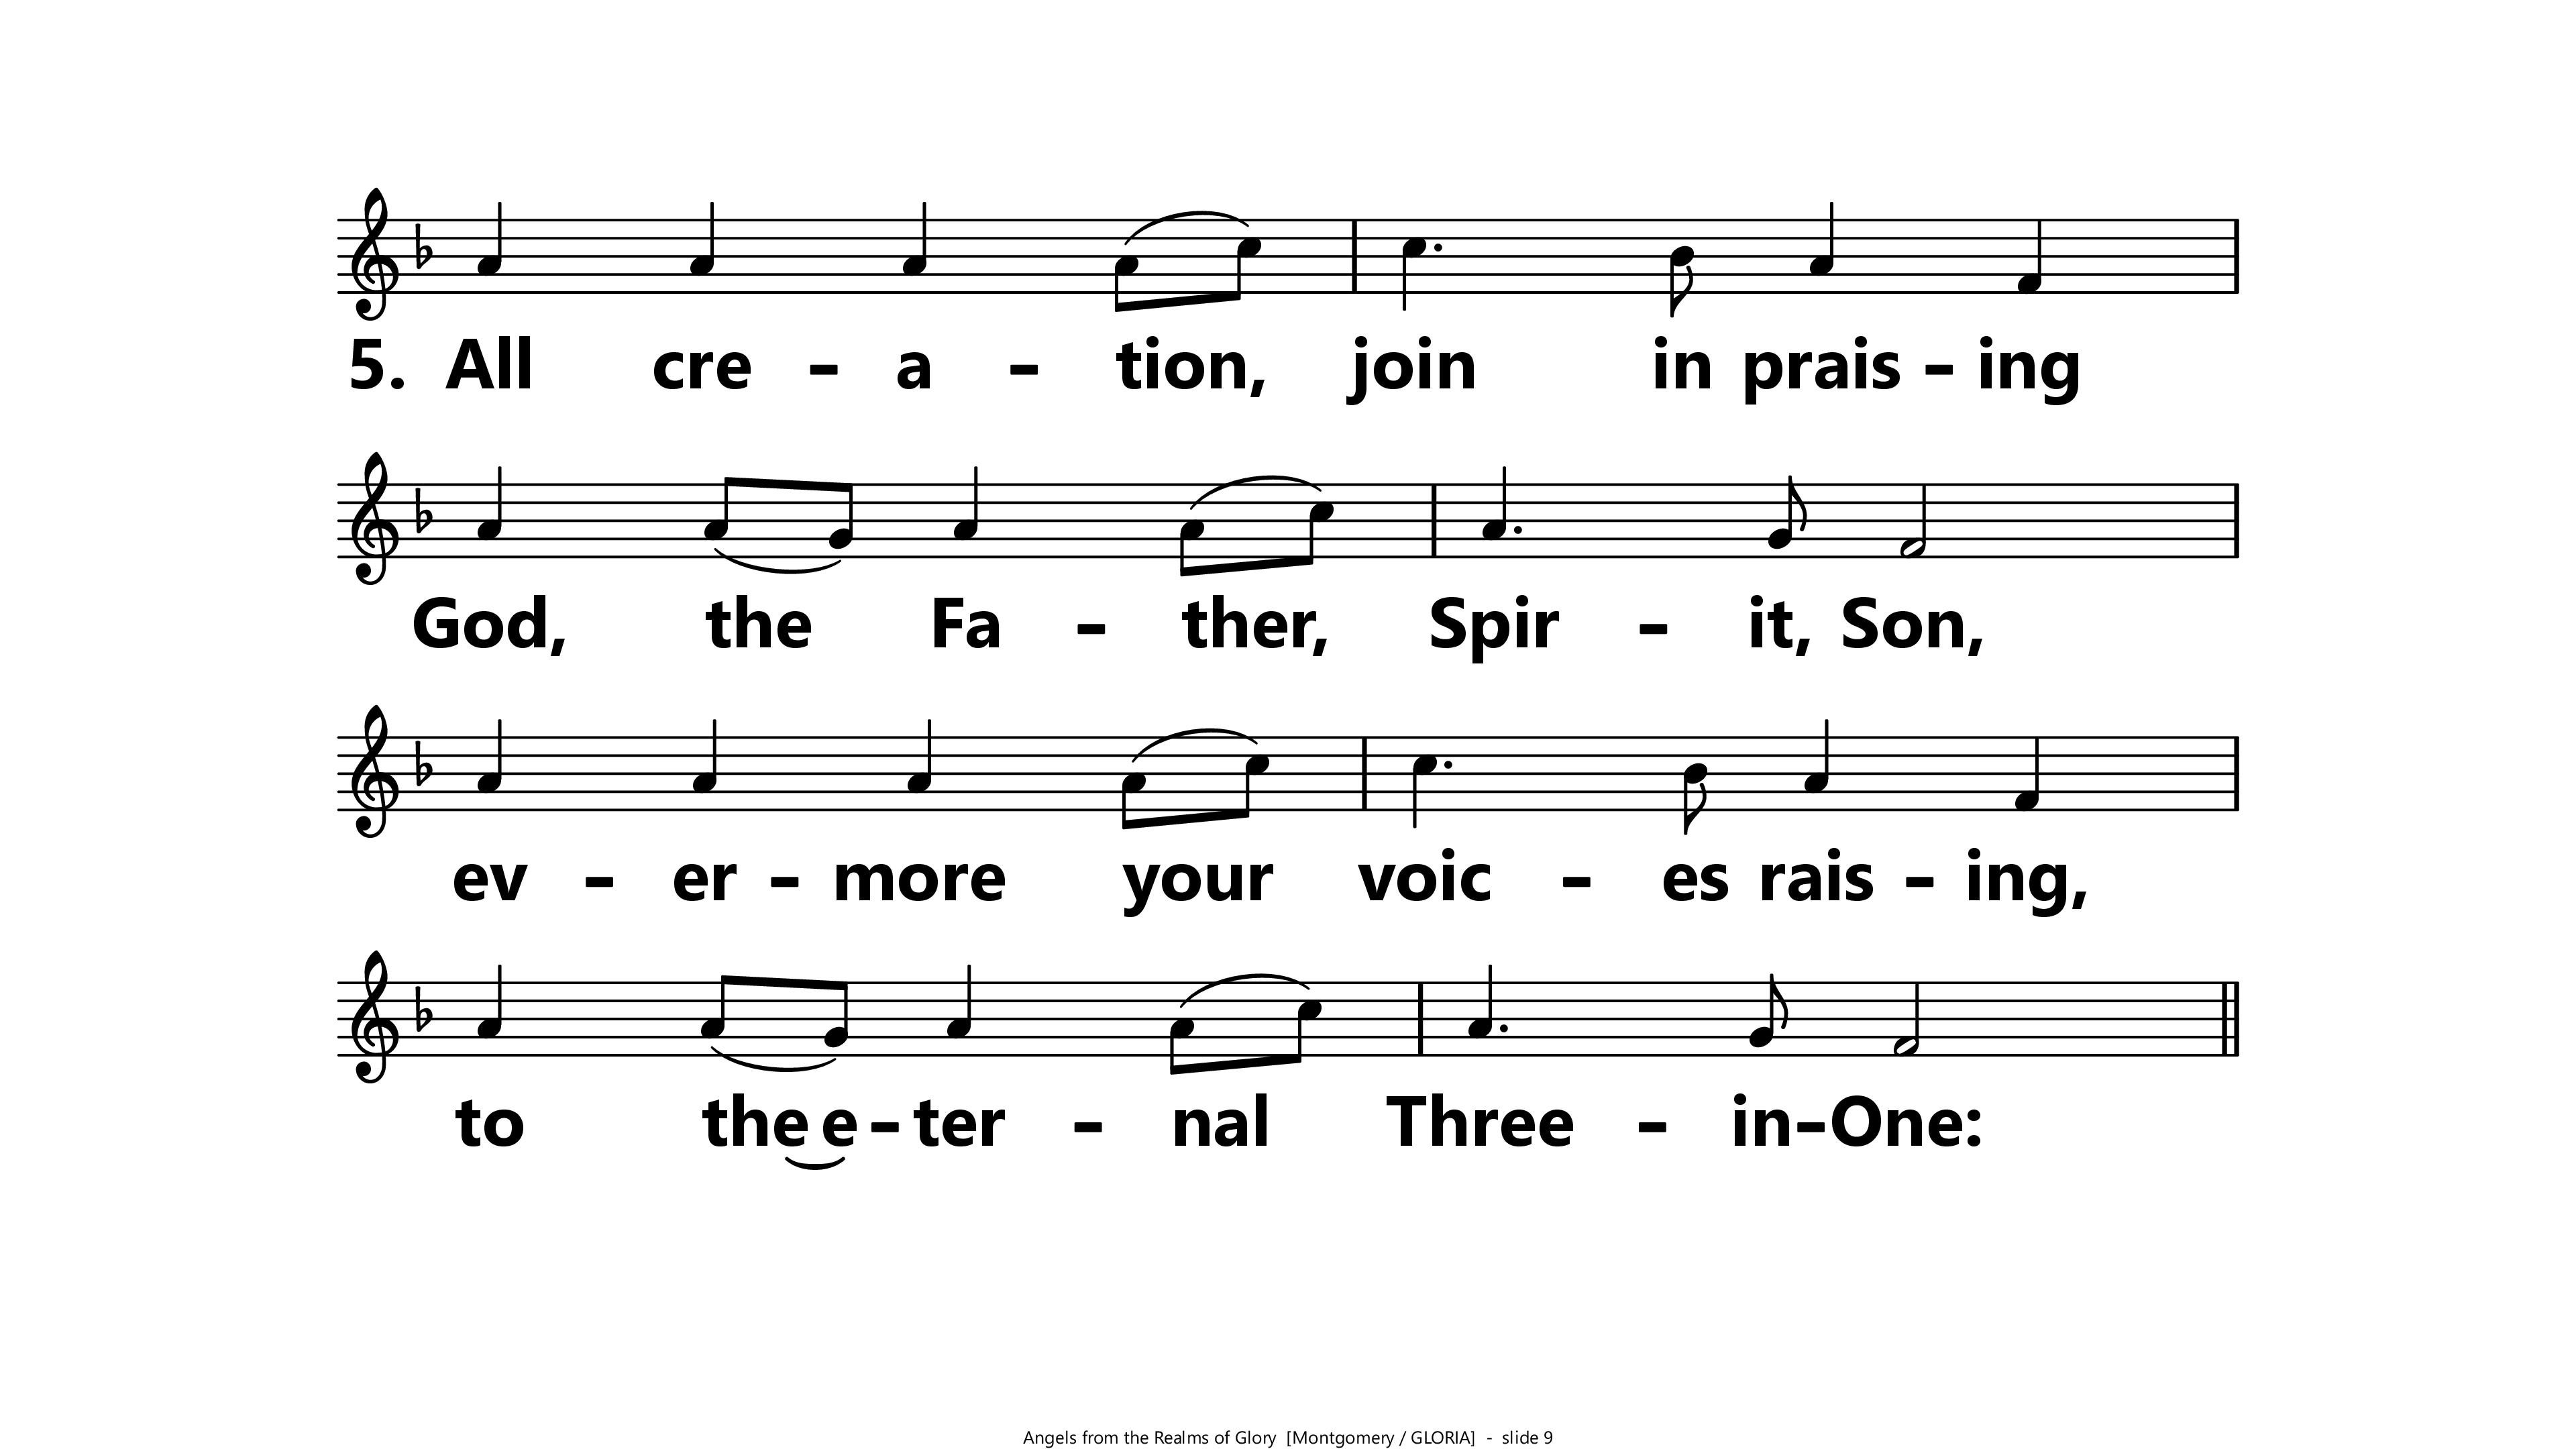 5. All cre - a - tion, join in prais - ing
God, the Fa - ther, Spir - it, Son,
ev - er - more your voic - es rais - ing,
to the e - ter - nal Three - in-One:
Angels from the Realms of Glory [Montgomery / GLORIA] - slide 9